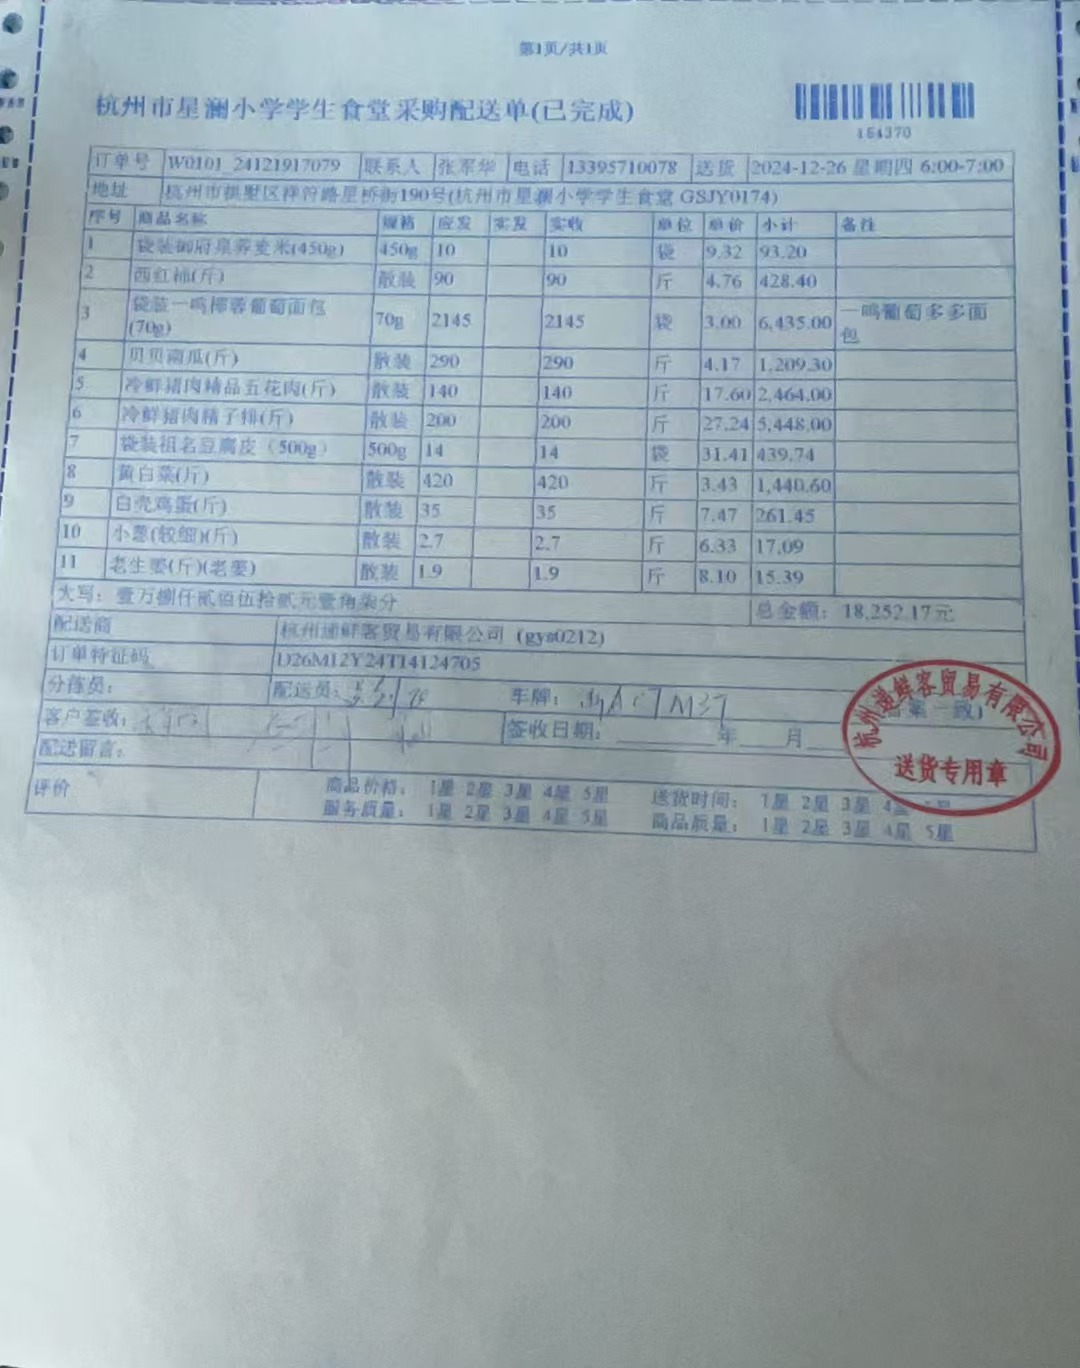 第1页/共1页
杭州市星澜小学学生食堂采购配送单(已完成)
164370
订单号 W0101_24121917079 联系人 张军华 电话 13395710078 送货 2024-12-26 星期四 6:00-7:00
地址 杭州市拱墅区祥符路星桥街190号(杭州市星澜小学学生食堂 GSJY0174)
序号 商品名称 规格 应发 实发 实收 单位 单价 小计 备注
1 袋装御府泉荞麦米(450g) 450g 10 10 袋 9.32 93.20
2 西红柿(斤) 散装 90 90 斤 4.76 428.40
3 袋装一鸣椰蓉葡萄面包 70g 2145 2145 袋 3.00 6,435.00 一鸣葡萄多多面
(70g) 包
4 贝贝南瓜(斤) 散装 290 290 斤 4.17 1,209.30
5 冷鲜猪肉精品五花肉(斤) 散装 140 140 斤 17.60 2,464.00
6 冷鲜猪肉精子排(斤) 散装 200 200 斤 27.24 5,448.00
7 袋装祖名豆腐皮（500g） 500g 14 14 袋 31.41 439.74
8 黄白菜(斤) 散装 420 420 斤 3.43 1,440.60
9 白壳鸡蛋(斤) 散装 35 35 斤 7.47 261.45
10 小葱(较细)(斤) 散装 2.7 2.7 斤 6.33 17.09
11 老生姜(斤)(老姜) 散装 1.9 1.9 斤 8.10 15.39
大写：壹万捌仟贰佰伍拾贰元壹角柒分 总金额：18,252.17元
配送商 杭州速鲜客贸易有限公司 (gys0212)
订单特征码 D26M12Y24T14124705
分拣员： 配送员： 车牌：
客户签收： 签收日期： 年 月
配送留言：
评价 商品价格： 1星 2星 3星 4星 5星 送货时间： 1星 2星 3星 4星 5星
服务质量： 1星 2星 3星 4星 5星 商品质量： 1星 2星 3星 4星 5星
杭州速鲜客贸易有限公司
送货专用章